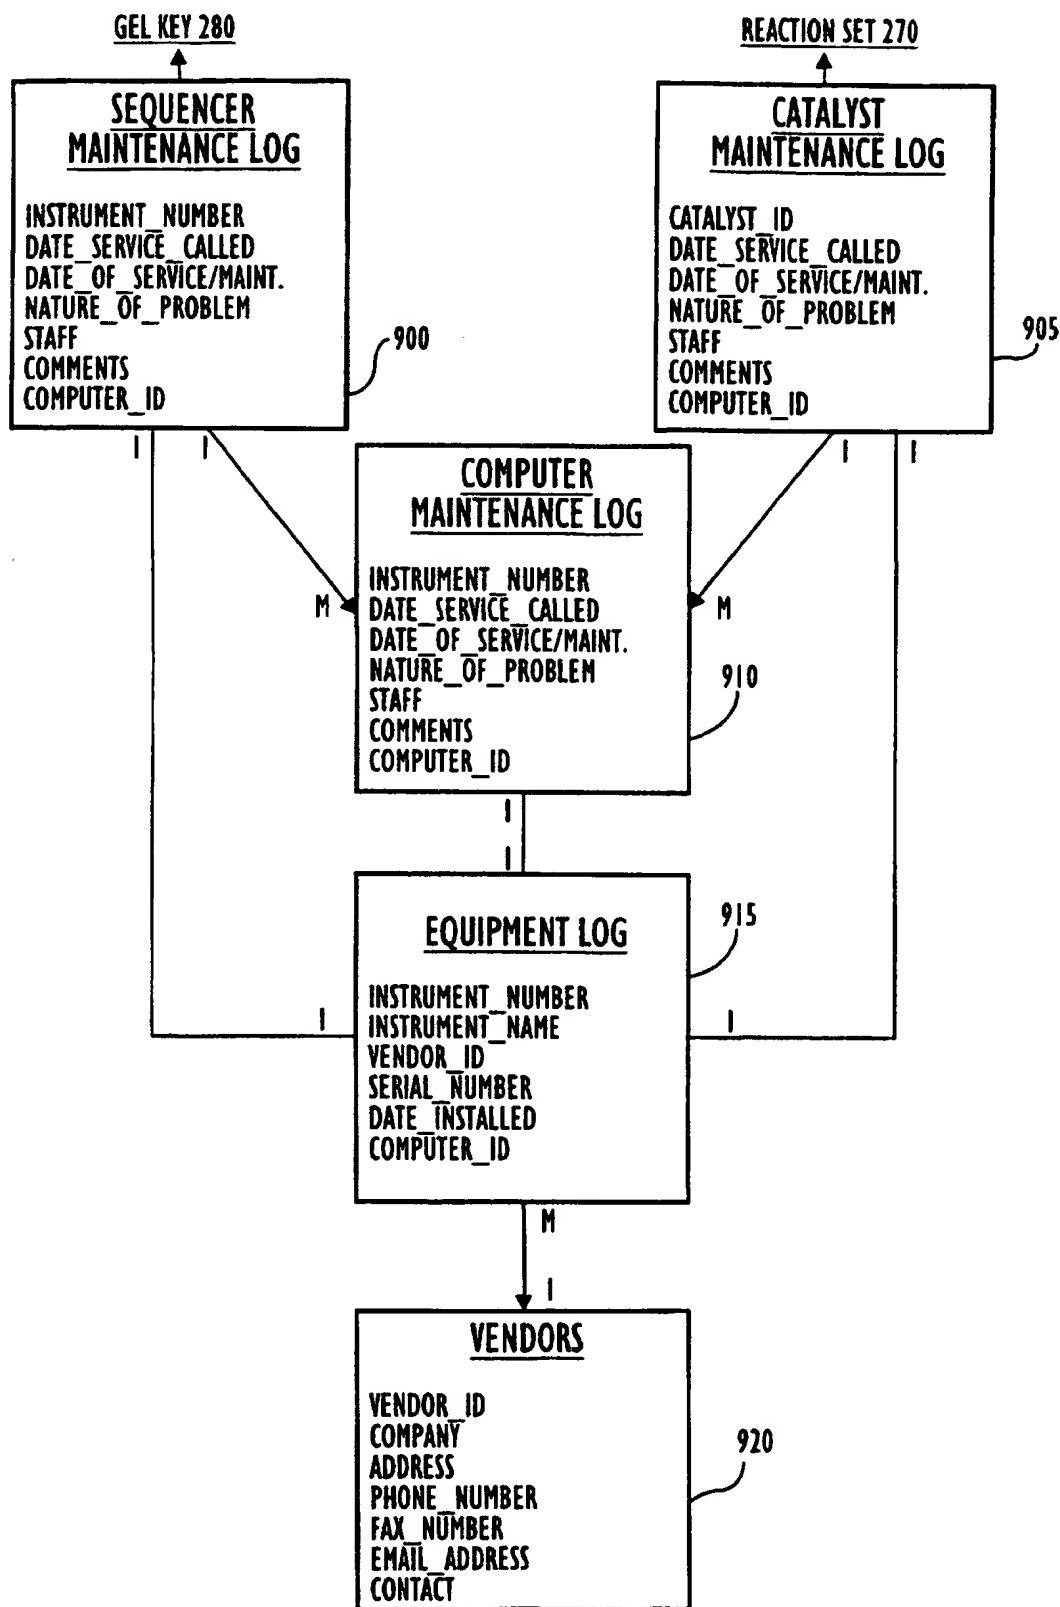 GEL KEY 280
REACTION SET 270
SEQUENCER
MAINTENANCE LOG
INSTRUMENT_NUMBER
DATE_SERVICE_CALLED
DATE_OF_SERVICE/MAINT.
NATURE_OF_PROBLEM
STAFF
COMMENTS
COMPUTER_ID
900
CATALYST
MAINTENANCE LOG
CATALYST_ID
DATE_SERVICE_CALLED
DATE_OF_SERVICE/MAINT.
NATURE_OF_PROBLEM
STAFF
COMMENTS
COMPUTER_ID
905
1
1
1
1
COMPUTER
MAINTENANCE LOG
INSTRUMENT_NUMBER
DATE_SERVICE_CALLED
DATE_OF_SERVICE/MAINT.
NATURE_OF_PROBLEM
STAFF
COMMENTS
COMPUTER_ID
M
M
910
1
1
EQUIPMENT LOG
INSTRUMENT_NUMBER
INSTRUMENT_NAME
VENDOR_ID
SERIAL_NUMBER
DATE_INSTALLED
COMPUTER_ID
915
1
1
M
1
VENDORS
VENDOR_ID
COMPANY
ADDRESS
PHONE_NUMBER
FAX_NUMBER
EMAIL_ADDRESS
CONTACT
920